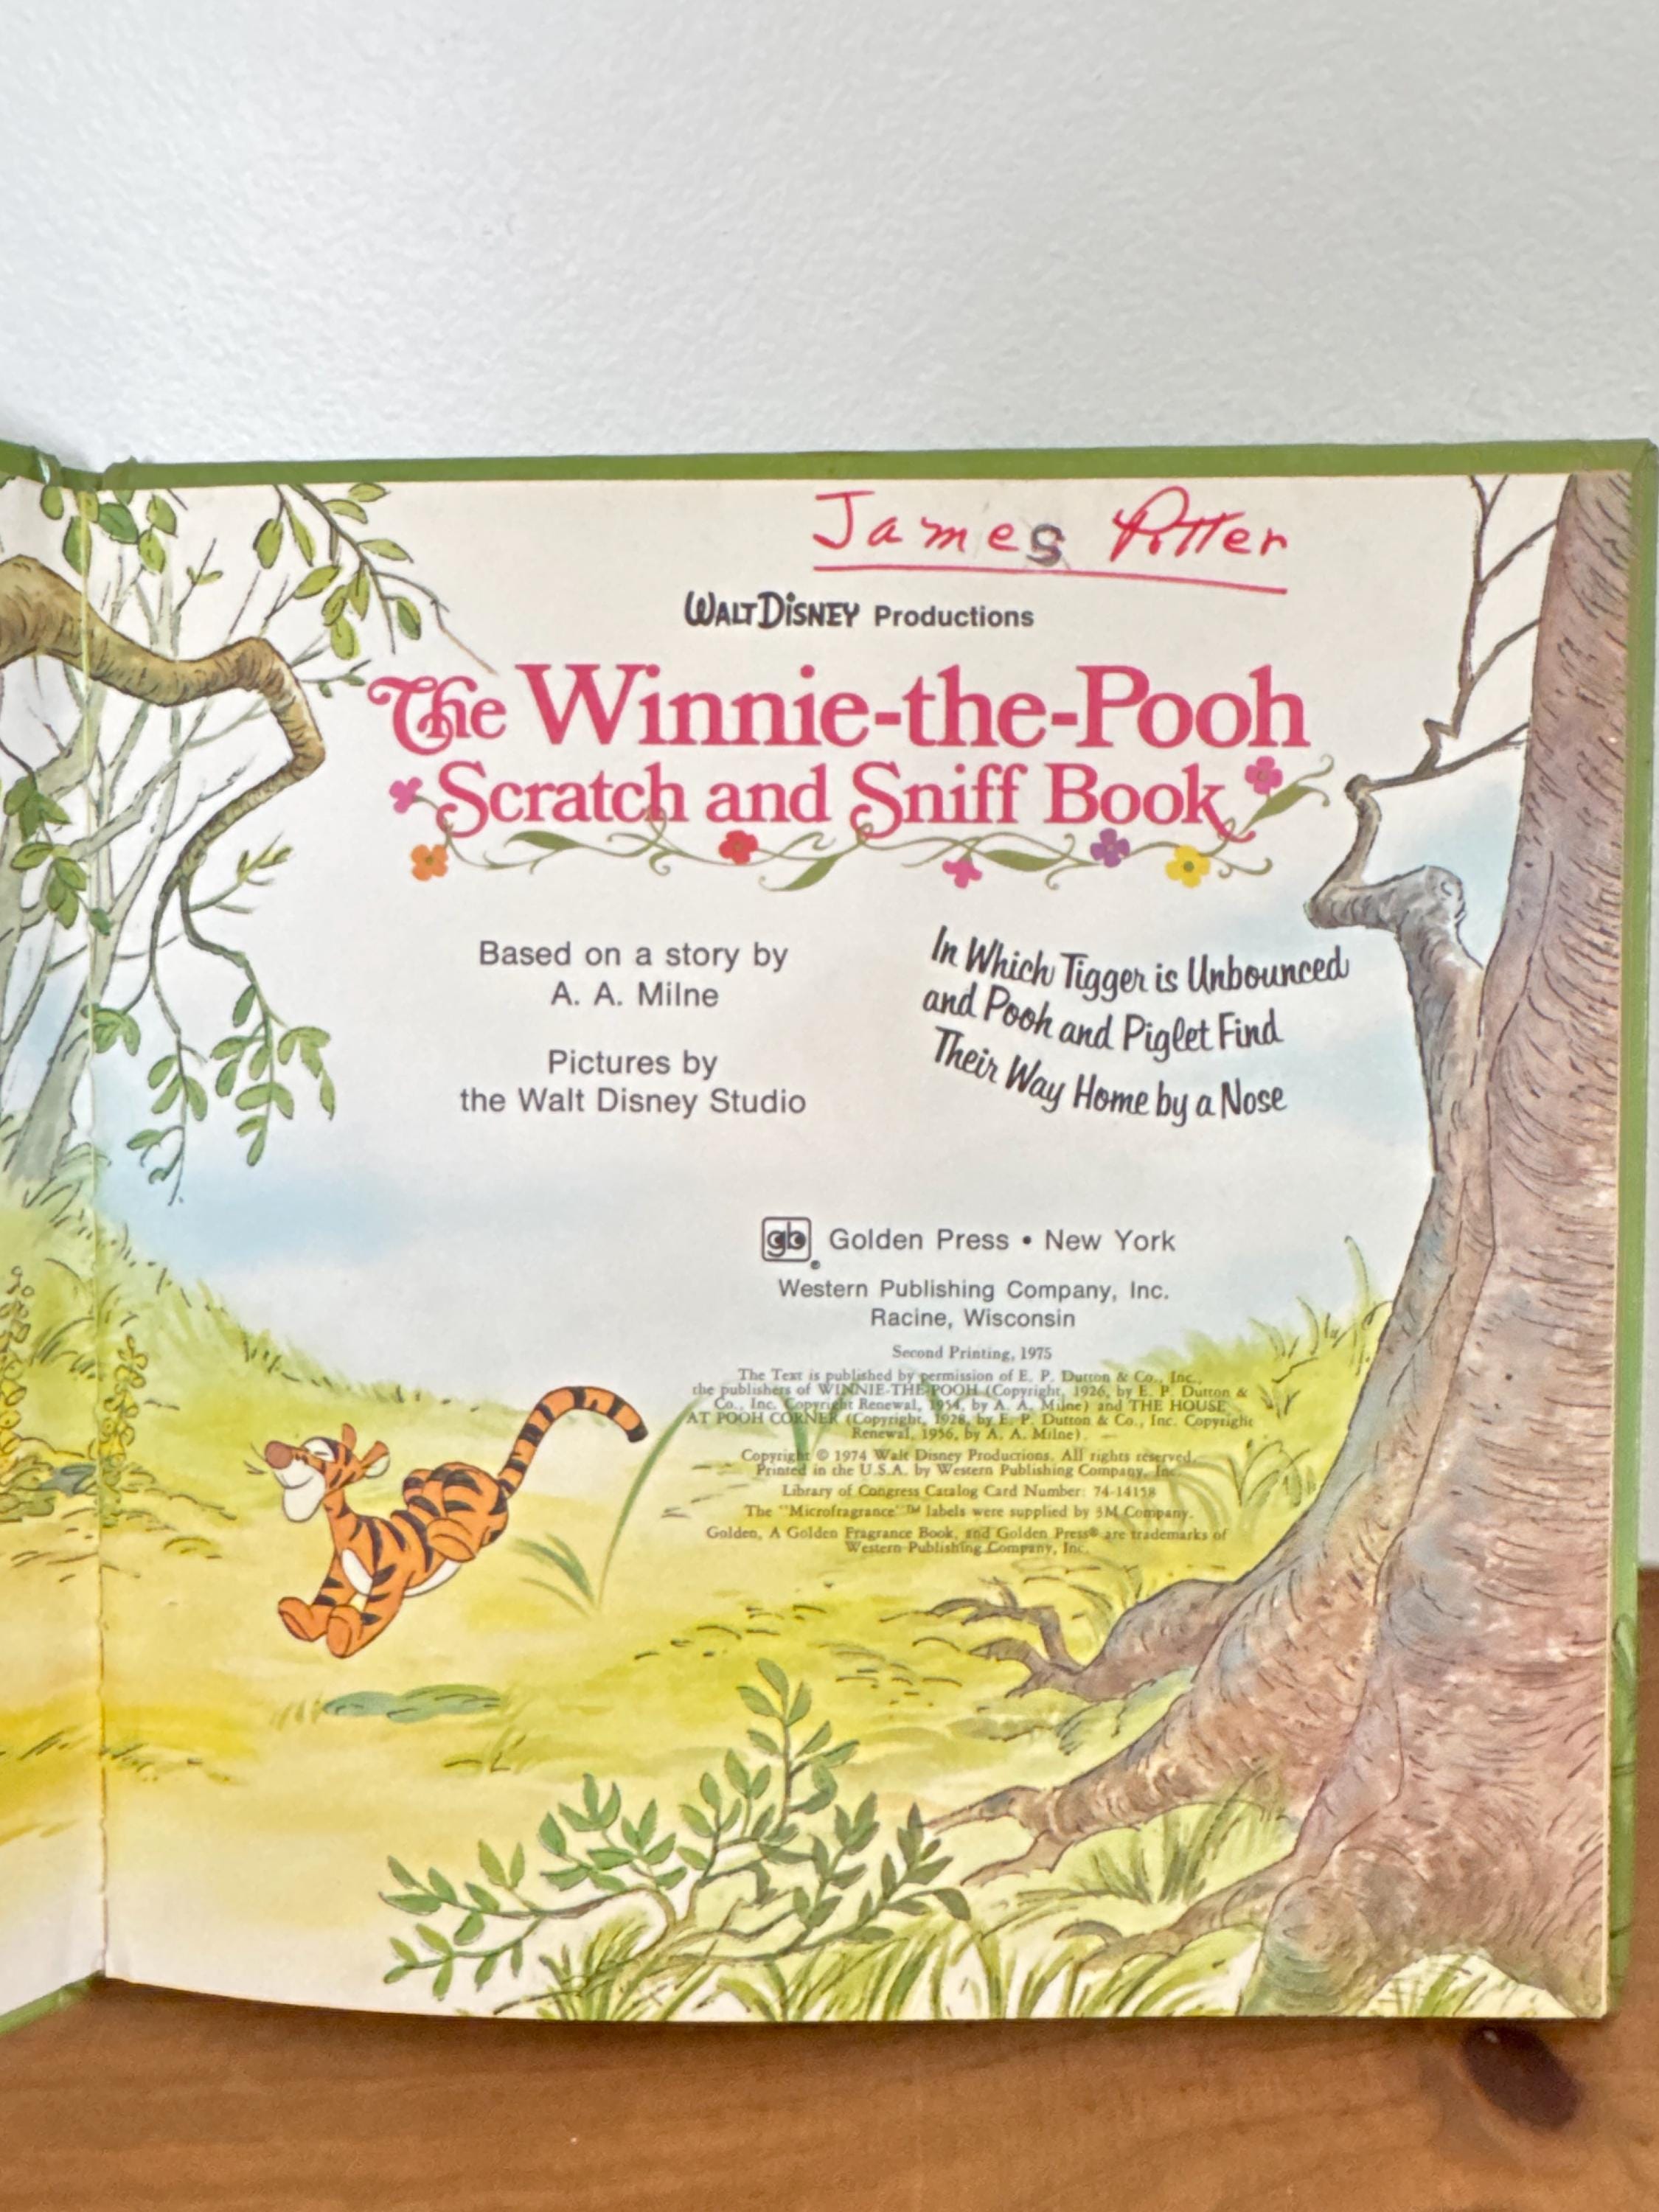 James Potter
WALT DISNEY Productions
The Winnie-the-Pooh
Scratch and Sniff Book
Based on a story by
A. A. Milne
Pictures by
the Walt Disney Studio
In Which Tigger is Unbounced
and Pooh and Piglet Find
Their Way Home by a Nose
gb Golden Press • New York
Western Publishing Company, Inc.
Racine, Wisconsin
Second Printing, 1975
The Text is published by permission of E. P. Dutton & Co., Inc.,
the publishers of WINNIE-THE-POOH (Copyright, 1926, by E. P. Dutton &
Co., Inc. Copyright Renewal, 1954, by A. A. Milne) and THE HOUSE
AT POOH CORNER (Copyright, 1928, by E. P. Dutton & Co., Inc. Copyright
Renewal, 1956, by A. A. Milne).
Copyright © 1974 Walt Disney Productions. All rights reserved.
Printed in the U.S.A. by Western Publishing Company, Inc.
Library of Congress Catalog Card Number: 74-14158
The "Microfragrance"™ labels were supplied by 3M Company.
Golden, A Golden Fragrance Book, and Golden Press® are trademarks of
Western Publishing Company, Inc.